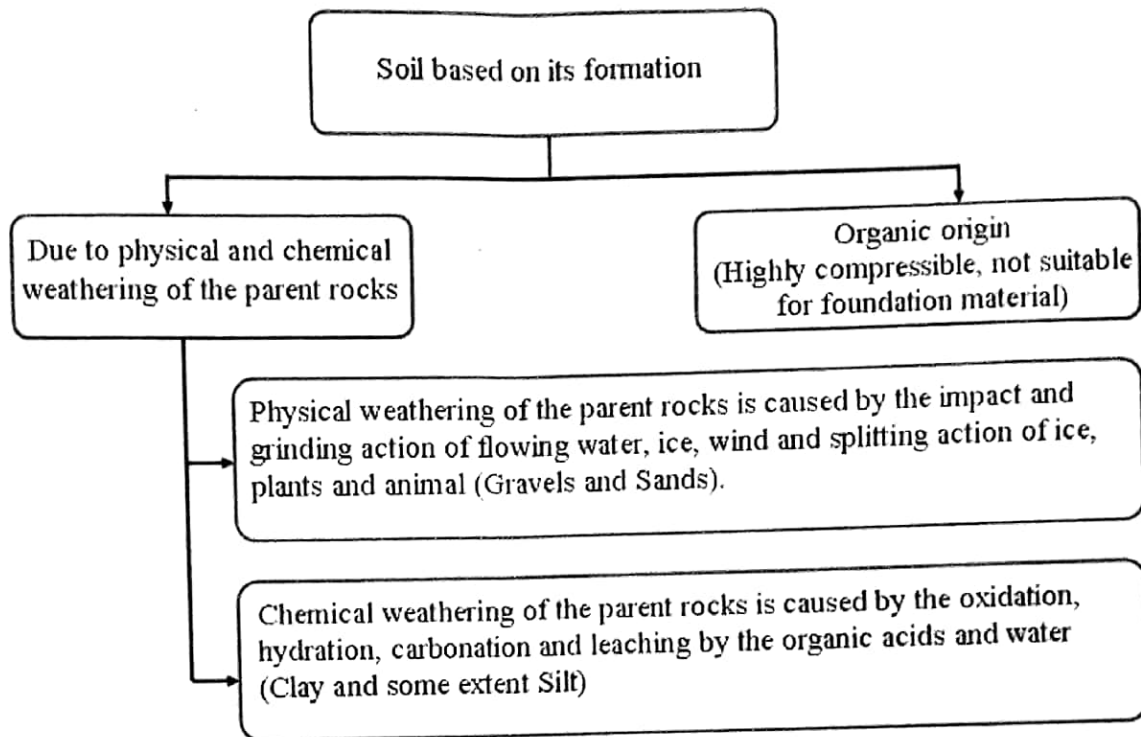 Soil based on its formation
Due to physical and chemical
weathering of the parent rocks
Organic origin
(Highly compressible, not suitable
for foundation material)
Physical weathering of the parent rocks is caused by the impact and
grinding action of flowing water, ice, wind and splitting action of ice,
plants and animal (Gravels and Sands).
Chemical weathering of the parent rocks is caused by the oxidation,
hydration, carbonation and leaching by the organic acids and water
(Clay and some extent Silt)